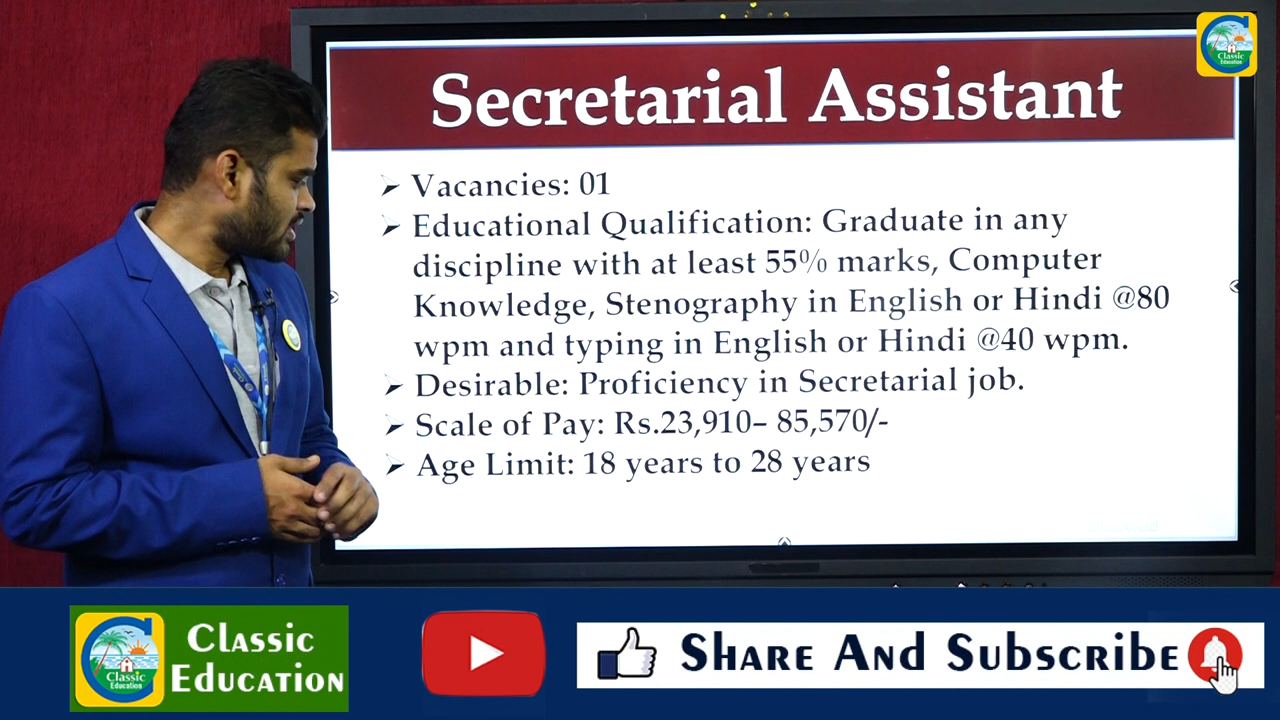 Secretarial Assistant
➢ Vacancies: 01
➢ Educational Qualification: Graduate in any
discipline with at least 55% marks, Computer
Knowledge, Stenography in English or Hindi @80
wpm and typing in English or Hindi @40 wpm.
➢ Desirable: Proficiency in Secretarial job.
➢ Scale of Pay: Rs.23,910– 85,570/-
➢ Age Limit: 18 years to 28 years
Classic
Education
Classic
Education
Classic
Education
Share And Subscribe